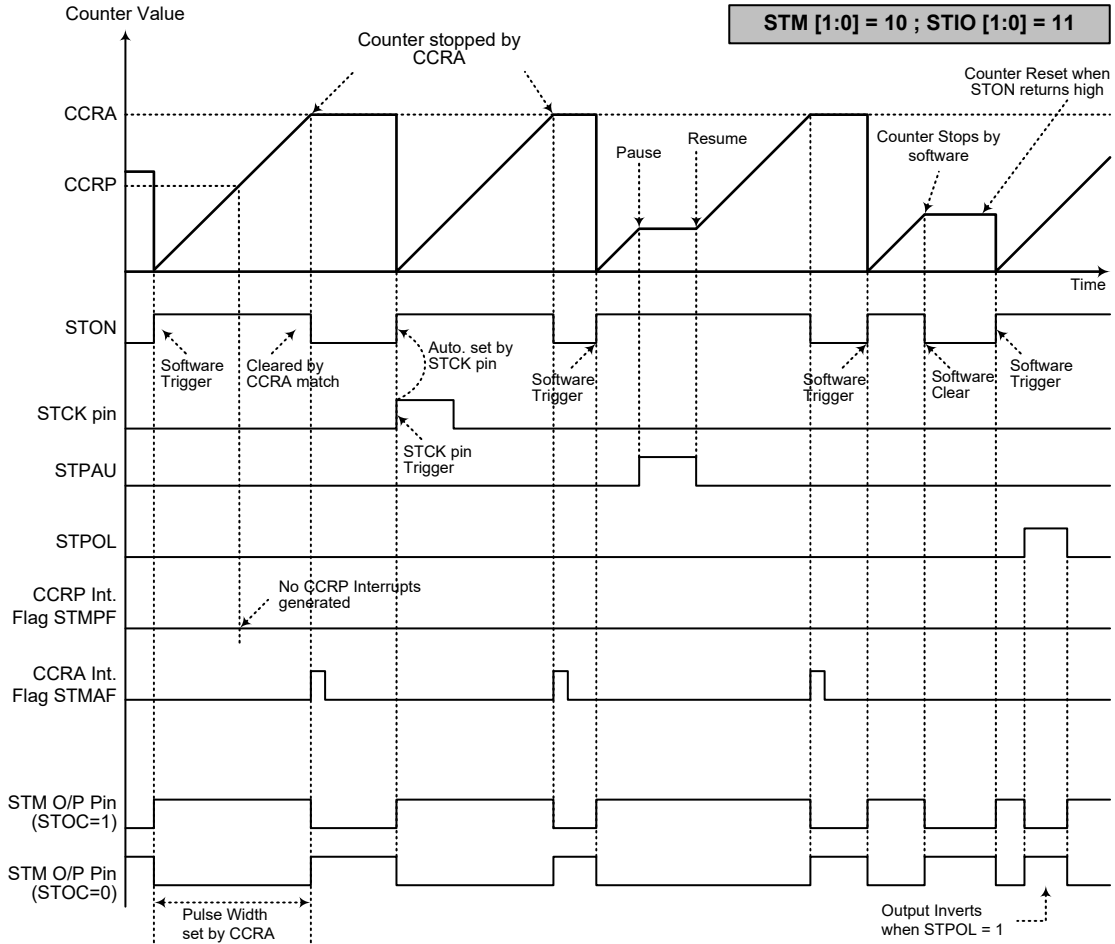 Counter Value
STM [1:0] = 10 ; STIO [1:0] = 11
Counter stopped by
CCRA
Counter Reset when
STON returns high
CCRA
Pause
Resume
Counter Stops by
software
CCRP
Time
STON
Software
Trigger
Cleared by
CCRA match
Auto. set by
STCK pin
Software
Trigger
Software
Trigger
Software
Clear
Software
Trigger
STCK pin
STCK pin
Trigger
STPAU
STPOL
CCRP Int.
Flag STMPF
No CCRP Interrupts
generated
CCRA Int.
Flag STMAF
STM O/P Pin
(STOC=1)
STM O/P Pin
(STOC=0)
Pulse Width
set by CCRA
Output Inverts
when STPOL = 1